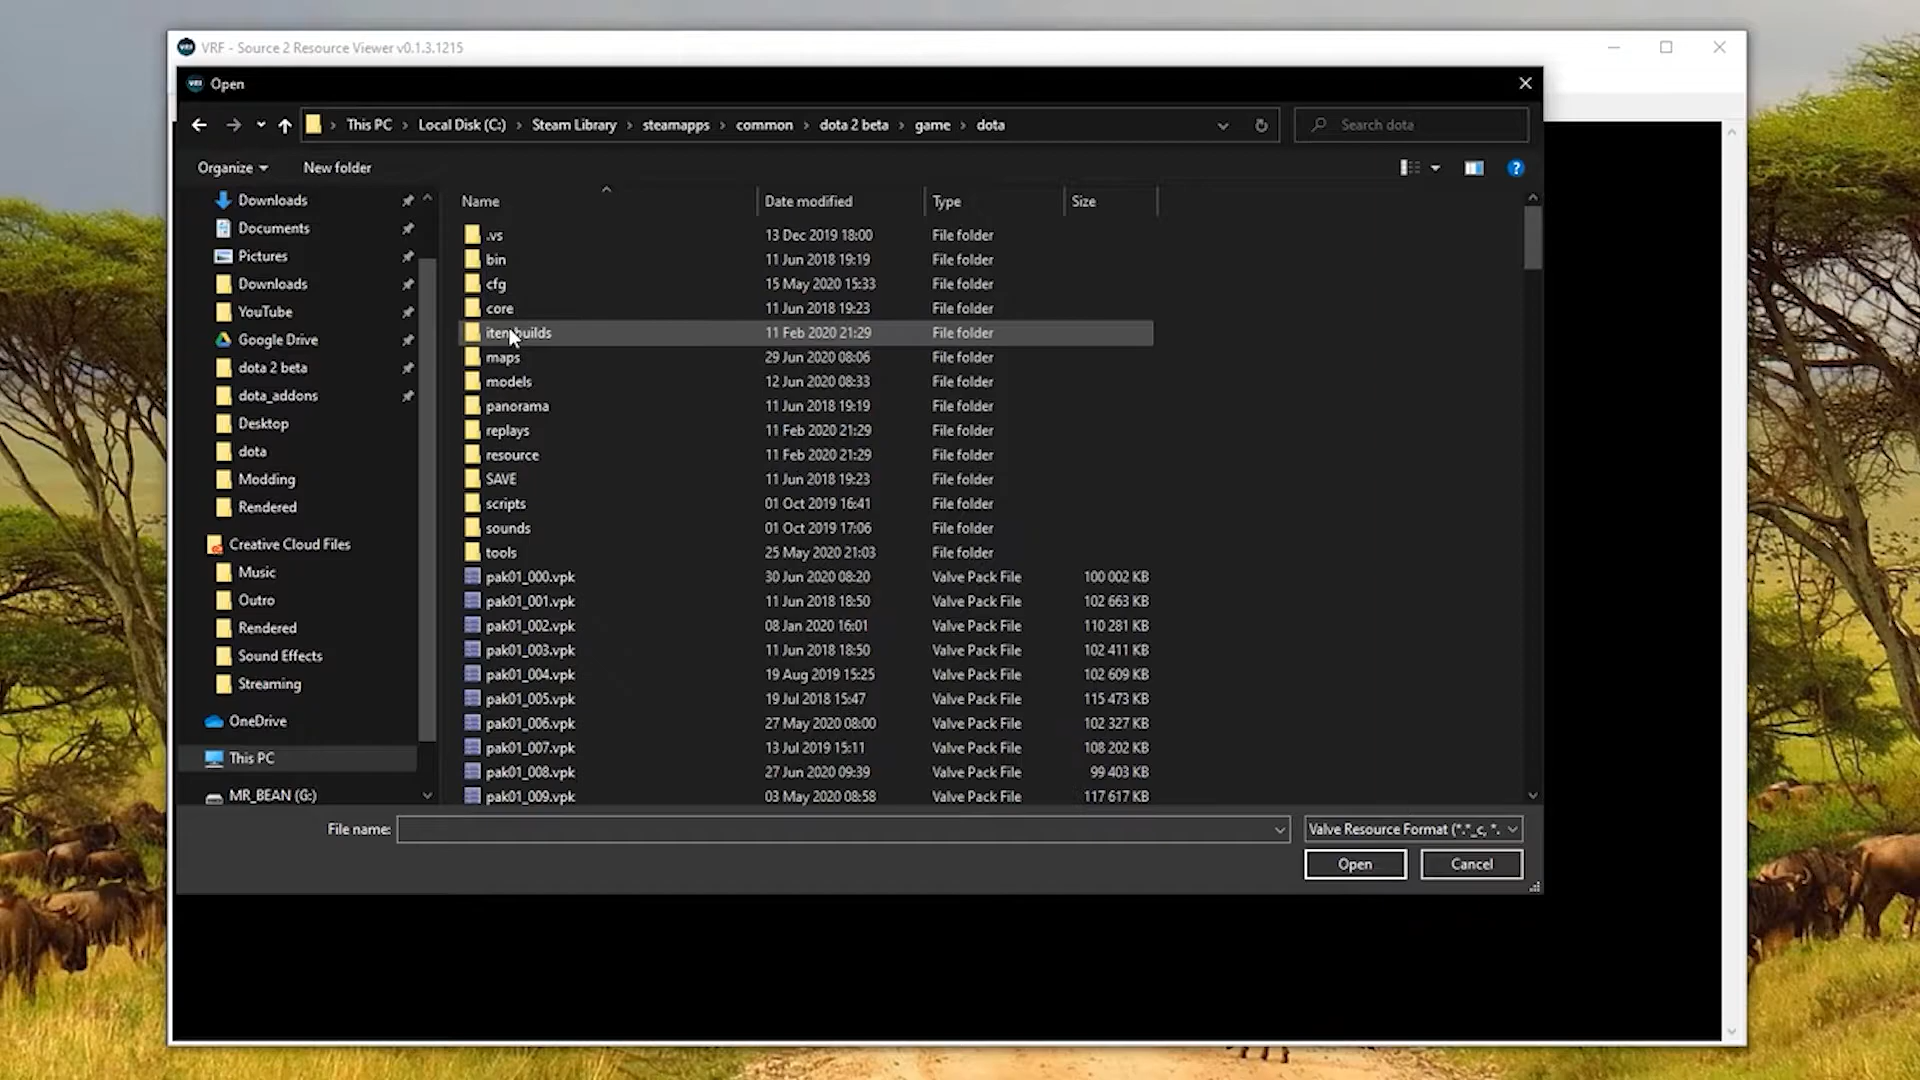 VRF - Source 2 Resource Viewer v0.1.3.1215
VRF Open
This PC > Local Disk (C:) > Steam Library > steamapps > common > dota 2 beta > game > dota
Search dota
Organize
New folder
Name
Date modified
Type
Size
Downloads
Documents
Pictures
Downloads
YouTube
Google Drive
dota 2 beta
dota_addons
Desktop
dota
Modding
Rendered
Creative Cloud Files
Music
Outro
Rendered
Sound Effects
Streaming
OneDrive
This PC
MR_BEAN (G:)
.vs 13 Dec 2019 18:00 File folder
bin 11 Jun 2018 19:19 File folder
cfg 15 May 2020 15:33 File folder
core 11 Jun 2018 19:23 File folder
itembuilds 11 Feb 2020 21:29 File folder
maps 29 Jun 2020 08:06 File folder
models 12 Jun 2020 08:33 File folder
panorama 11 Jun 2018 19:19 File folder
replays 11 Feb 2020 21:29 File folder
resource 11 Feb 2020 21:29 File folder
SAVE 11 Jun 2018 19:23 File folder
scripts 01 Oct 2019 16:41 File folder
sounds 01 Oct 2019 17:06 File folder
tools 25 May 2020 21:03 File folder
pak01_000.vpk 30 Jun 2020 08:20 Valve Pack File 100 002 KB
pak01_001.vpk 11 Jun 2018 18:50 Valve Pack File 102 663 KB
pak01_002.vpk 08 Jan 2020 16:01 Valve Pack File 110 281 KB
pak01_003.vpk 11 Jun 2018 18:50 Valve Pack File 102 411 KB
pak01_004.vpk 19 Aug 2019 15:25 Valve Pack File 102 609 KB
pak01_005.vpk 19 Jul 2018 15:47 Valve Pack File 115 473 KB
pak01_006.vpk 27 May 2020 08:00 Valve Pack File 102 327 KB
pak01_007.vpk 13 Jul 2019 15:11 Valve Pack File 108 202 KB
pak01_008.vpk 27 Jun 2020 09:39 Valve Pack File 99 403 KB
pak01_009.vpk 03 May 2020 08:58 Valve Pack File 117 617 KB
File name:
Valve Resource Format (*.*_c, *.
Open
Cancel